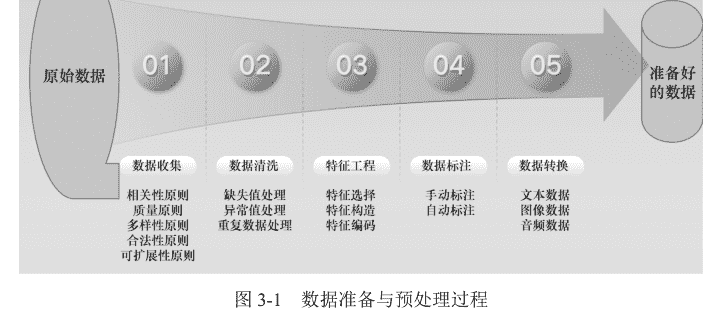 原始数据
01
02
03
04
05
准备好
的数据
数据收集
相关性原则
质量原则
多样性原则
合法性原则
可扩展性原则
数据清洗
缺失值处理
异常值处理
重复数据处理
特征工程
特征选择
特征构造
特征编码
数据标注
手动标注
自动标注
数据转换
文本数据
图像数据
音频数据
图 3-1 数据准备与预处理过程